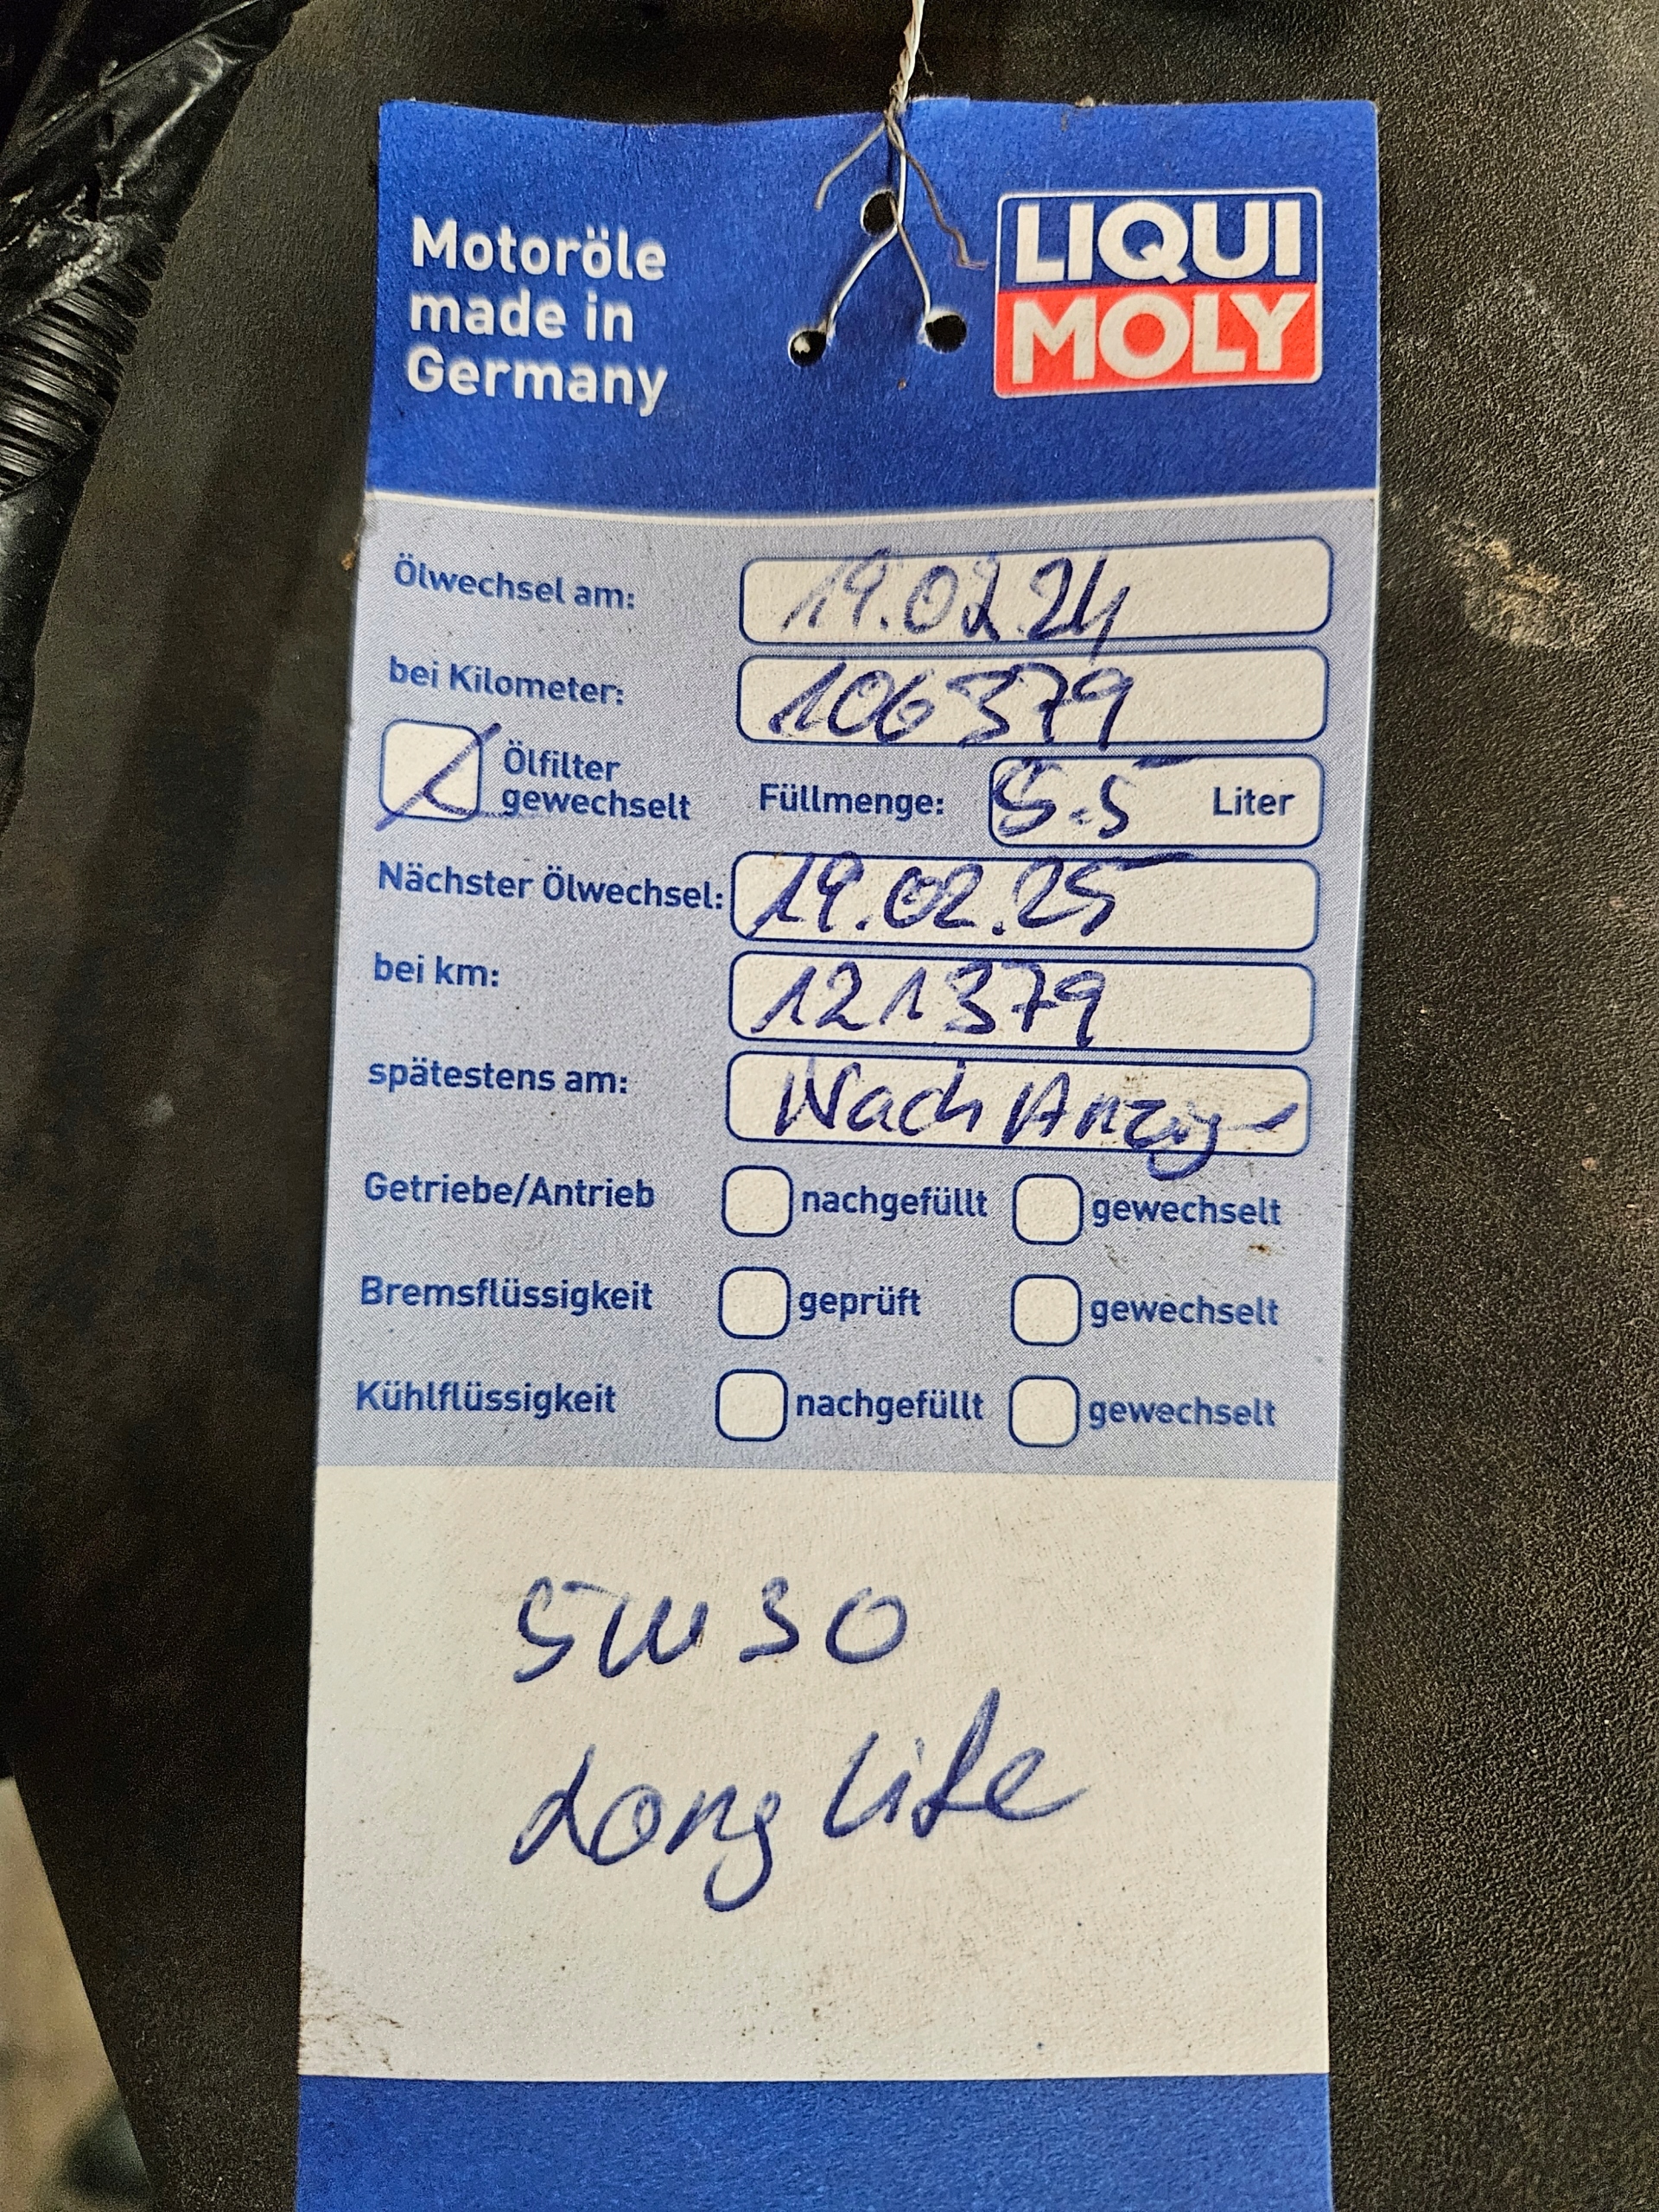 Motoröle
made in
Germany
LIQUI
MOLY
Ölwechsel am: 19.02.24
bei Kilometer: 106379
Ölfilter
gewechselt Füllmenge: 5.5 Liter
Nächster Ölwechsel: 19.02.25
bei km: 121379
spätestens am: Nach Anzeige
Getriebe/Antrieb nachgefüllt gewechselt
Bremsflüssigkeit geprüft gewechselt
Kühlflüssigkeit nachgefüllt gewechselt
5W30
Long Life